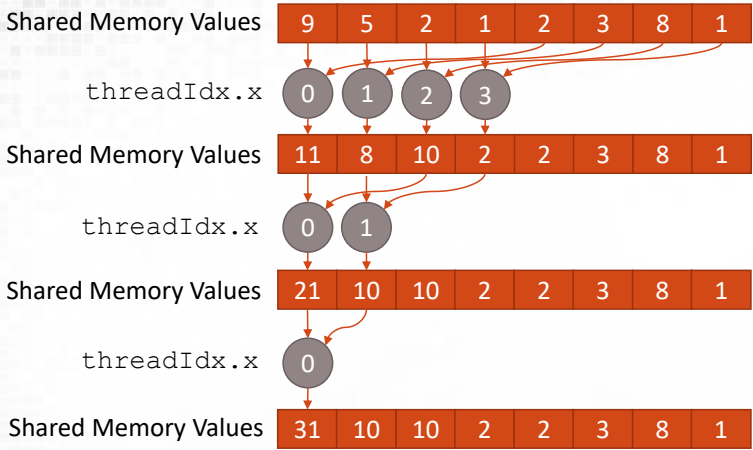 Shared Memory Values 9 5 2 1 2 3 8 1
threadIdx.x 0 1 2 3
Shared Memory Values 11 8 10 2 2 3 8 1
threadIdx.x 0 1
Shared Memory Values 21 10 10 2 2 3 8 1
threadIdx.x 0
Shared Memory Values 31 10 10 2 2 3 8 1